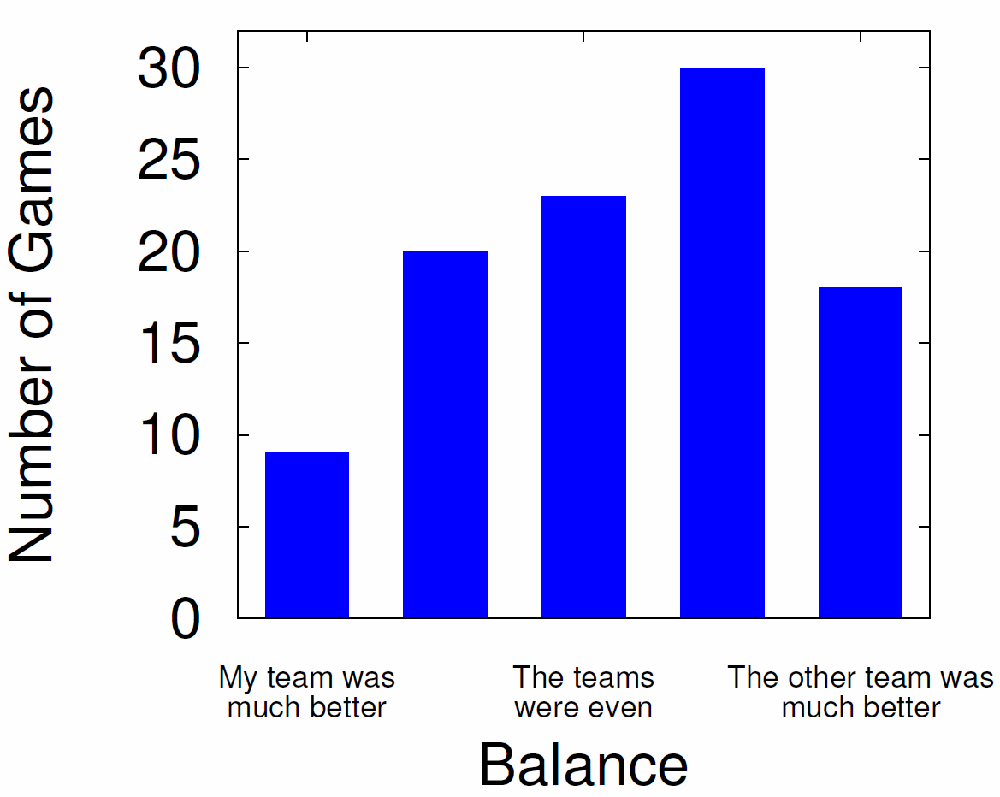 Number of Games
30
25
20
15
10
5
0
My team was
much better
The teams
were even
The other team was
much better
Balance